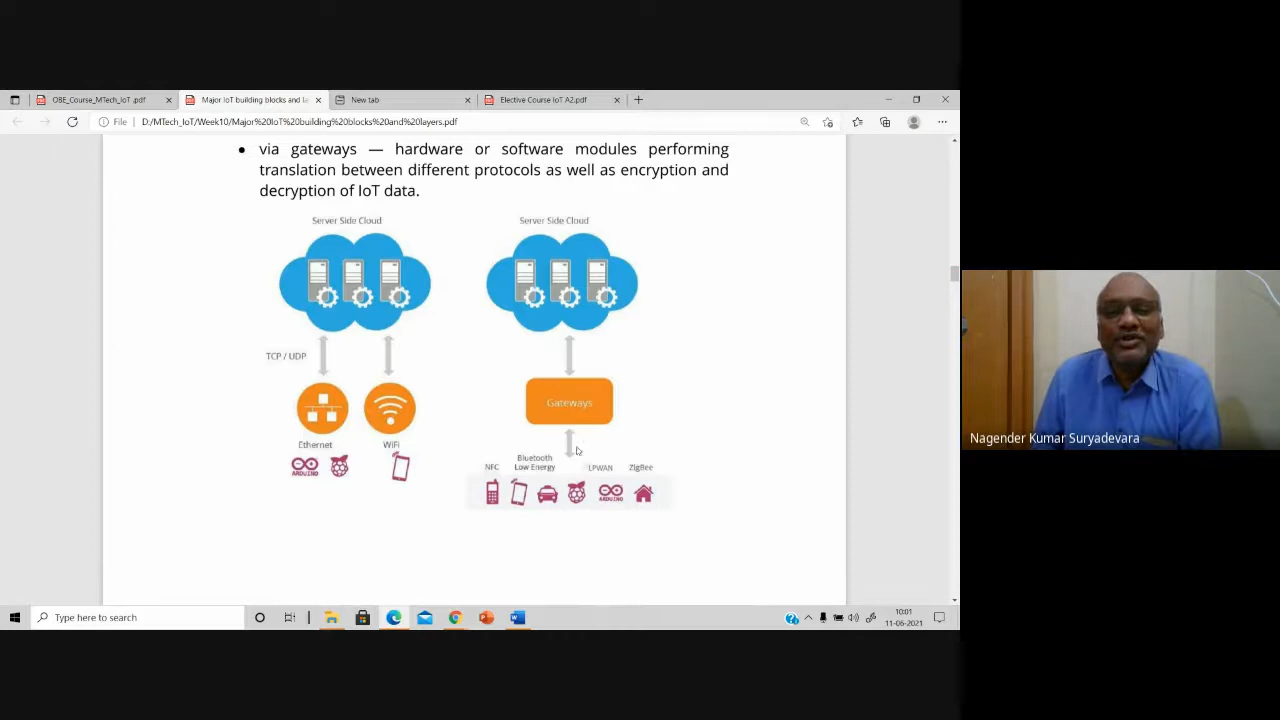 OBE_Course_MTech_IoT .pdf
Major IoT building blocks and la
New tab
Elective Course IoT A2.pdf
File
D:/MTech_IoT/Week10/Major%20IoT%20building%20blocks%20and%20layers.pdf
• via gateways — hardware or software modules performing
translation between different protocols as well as encryption and
decryption of IoT data.
Server Side Cloud
Server Side Cloud
TCP / UDP
Gateways
Ethernet
WiFi
NFC
Bluetooth
Low Energy
LPWAN
ZigBee
ARDUINO
ARDUINO
Nagender Kumar Suryadevara
Type here to search
10:01
11-06-2021